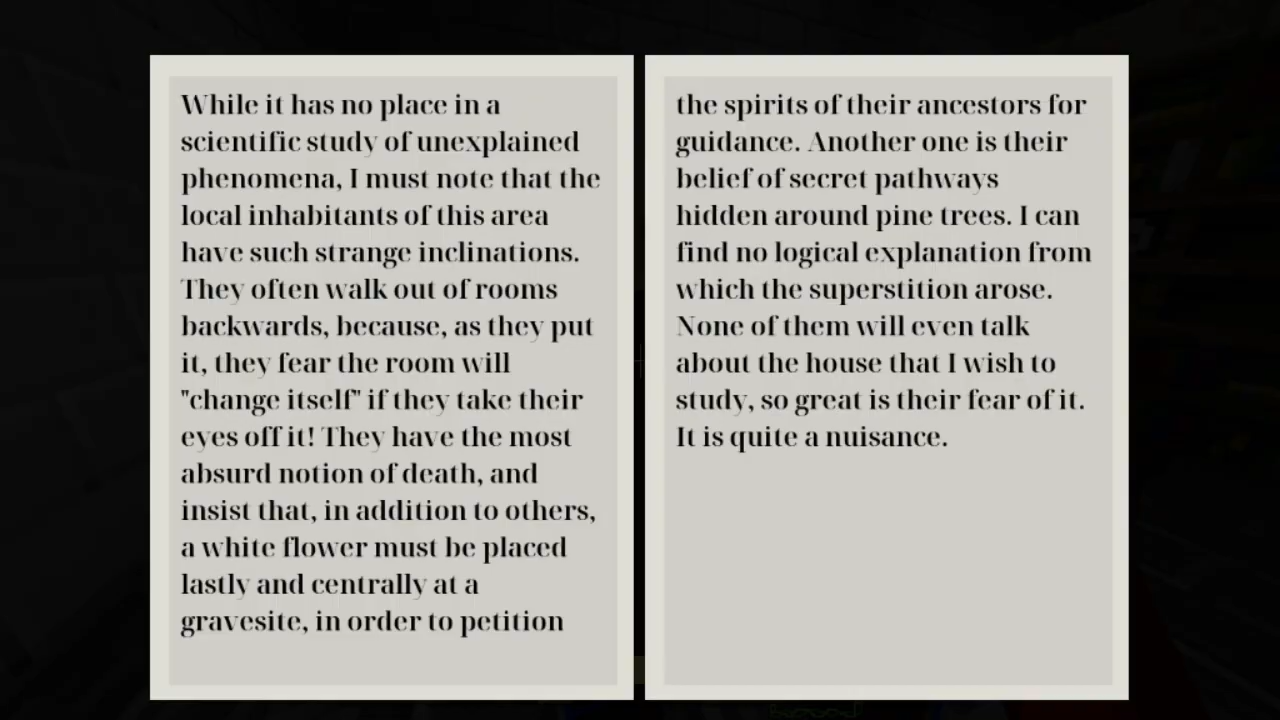 While it has no place in a
scientific study of unexplained
phenomena, I must note that the
local inhabitants of this area
have such strange inclinations.
They often walk out of rooms
backwards, because, as they put
it, they fear the room will
"change itself" if they take their
eyes off it! They have the most
absurd notion of death, and
insist that, in addition to others,
a white flower must be placed
lastly and centrally at a
gravesite, in order to petition
the spirits of their ancestors for
guidance. Another one is their
belief of secret pathways
hidden around pine trees. I can
find no logical explanation from
which the superstition arose.
None of them will even talk
about the house that I wish to
study, so great is their fear of it.
It is quite a nuisance.